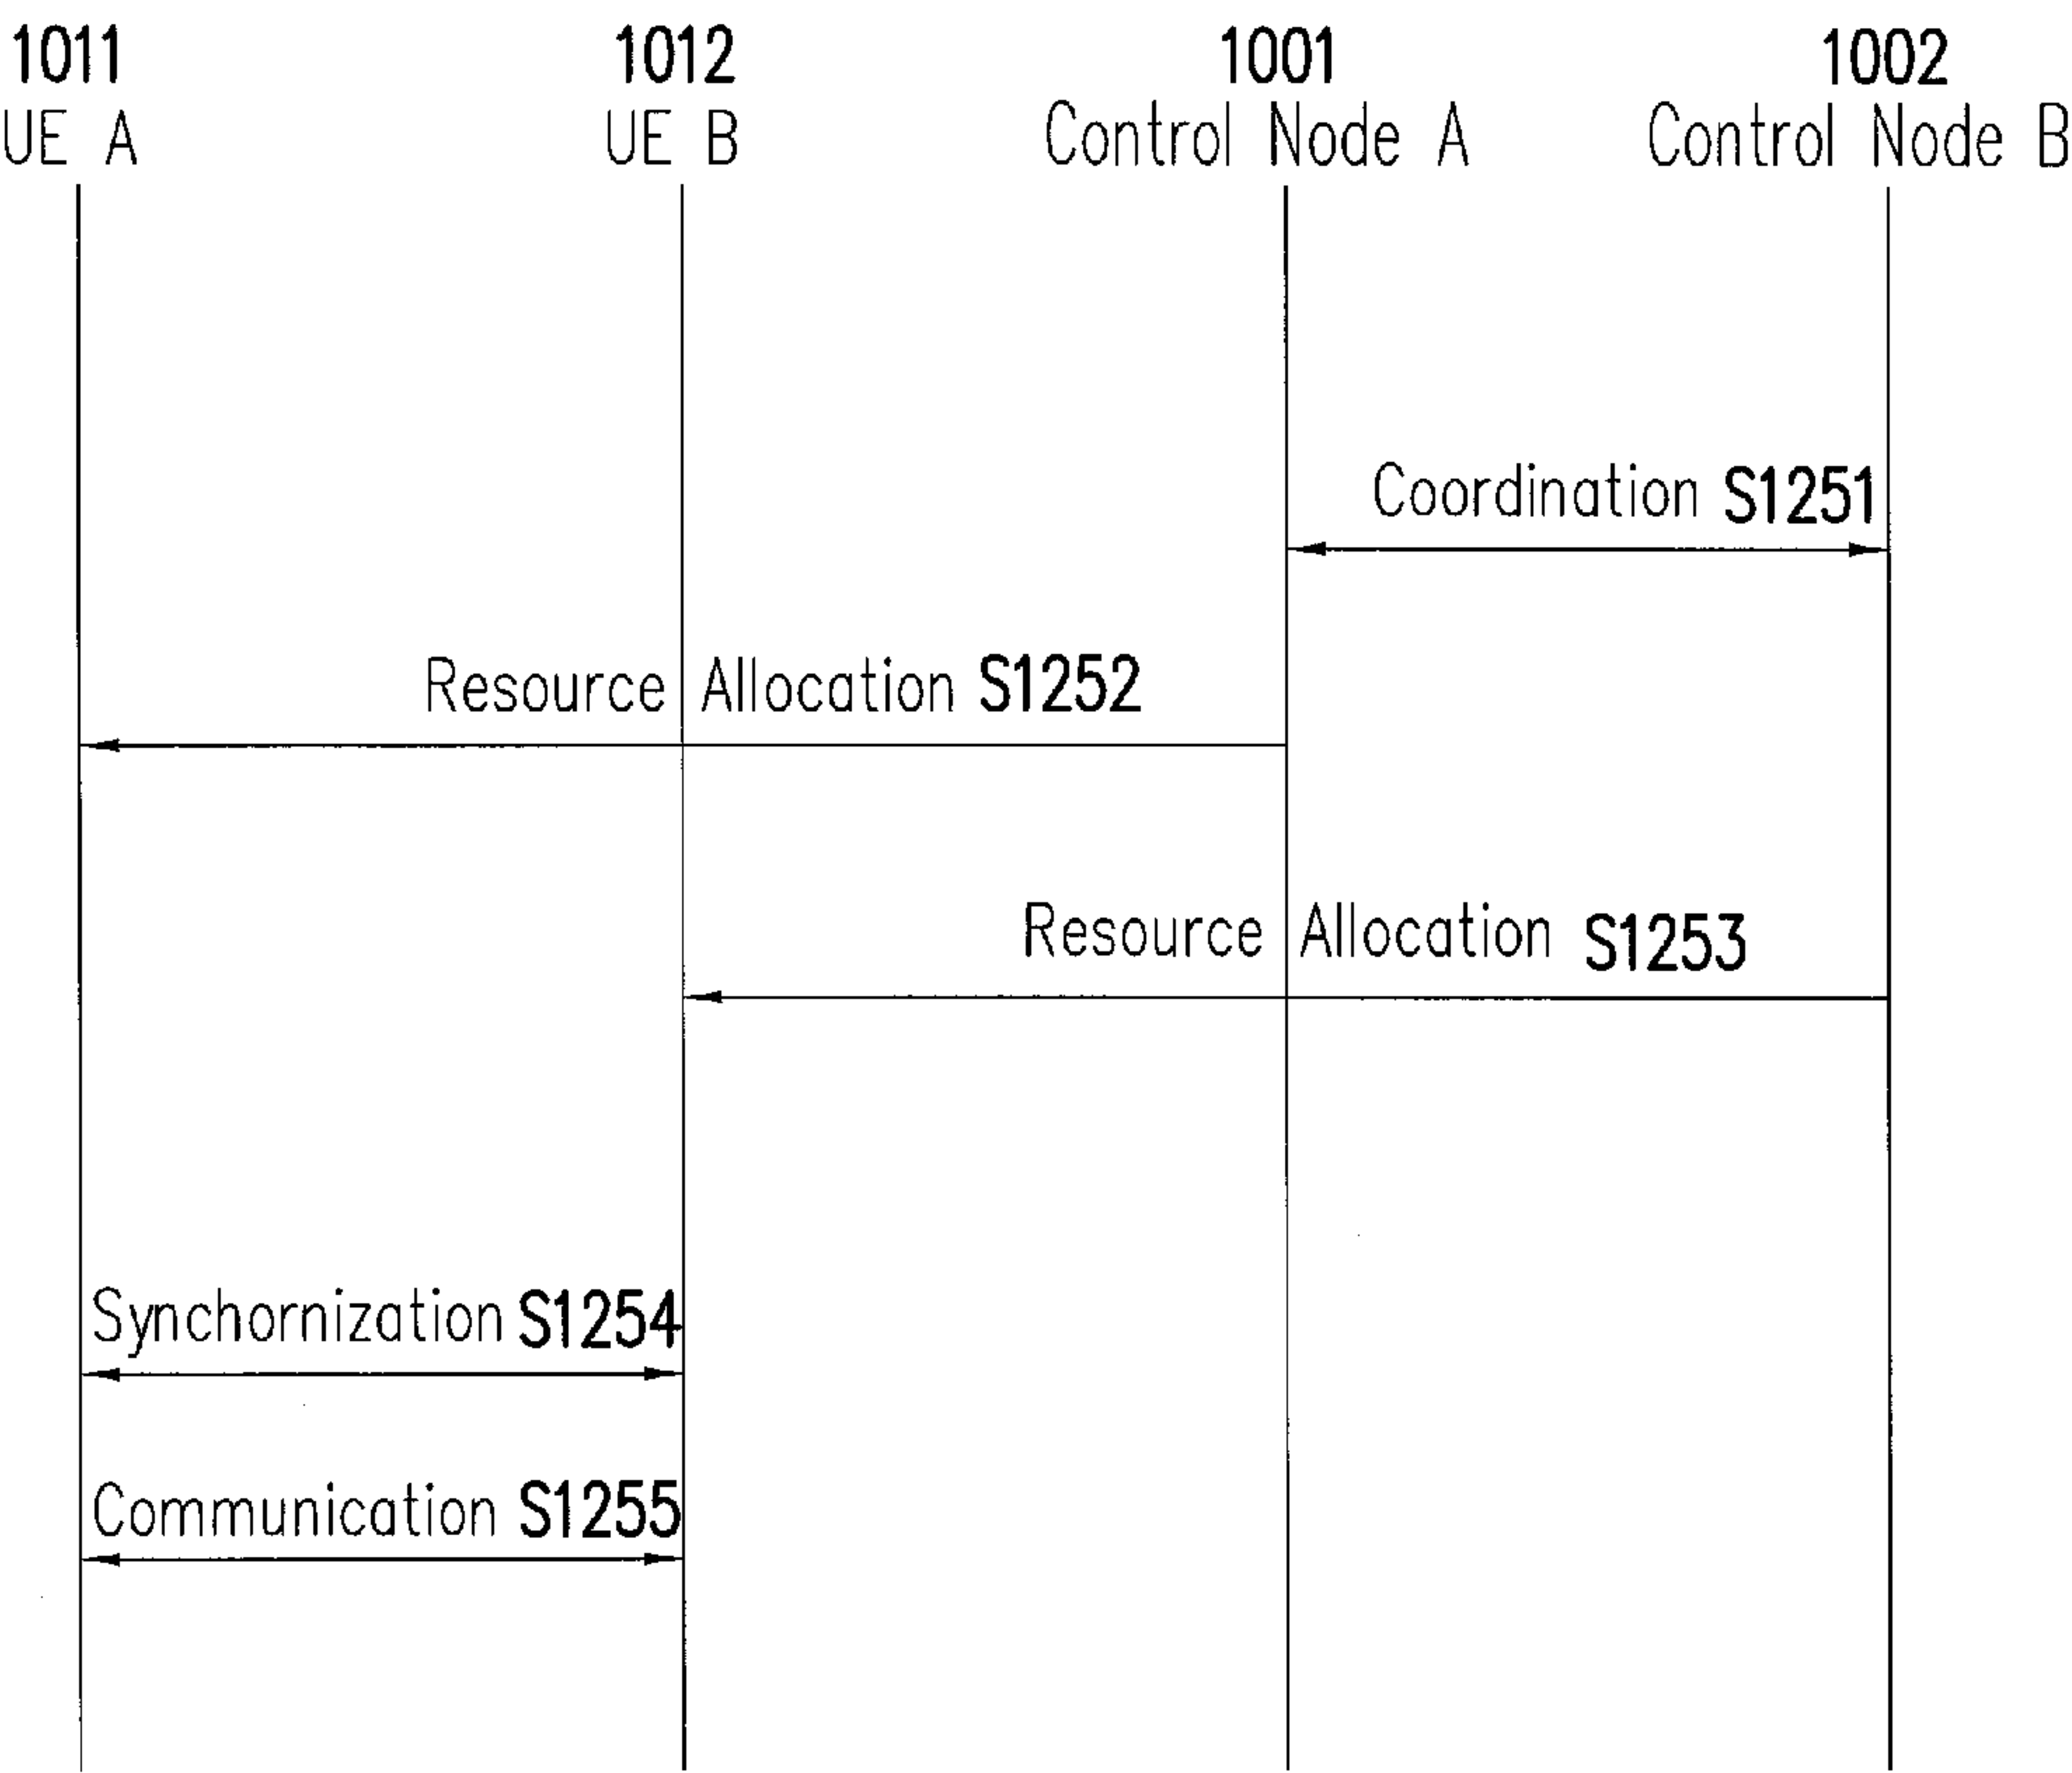 1011 1012 1001 1002
UE A UE B Control Node A Control Node B
Coordination S1251
Resource Allocation S1252
Resource Allocation S1253
Synchornization S1254
Communication S1255